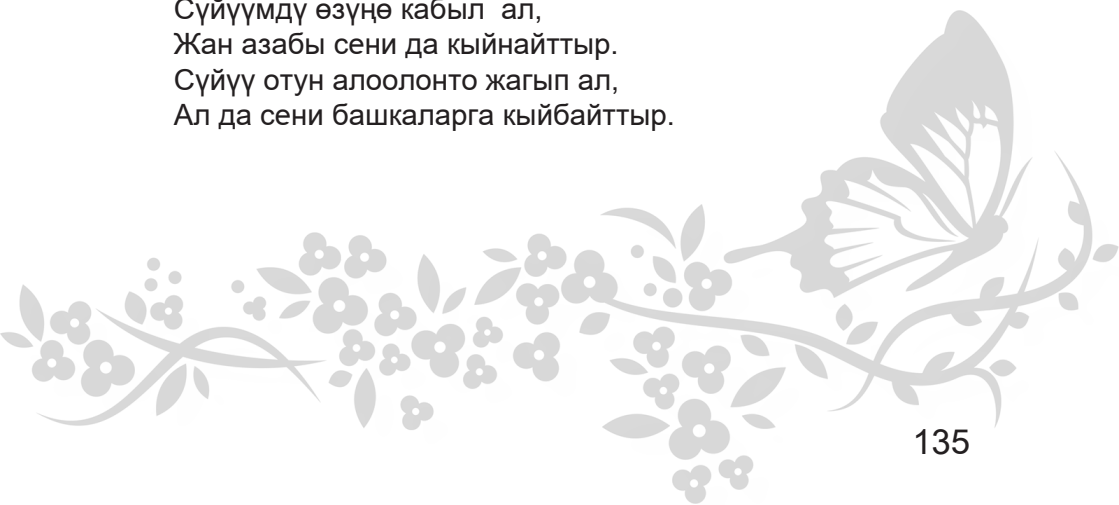 Сүйүүмдү өзүңө кабыл ал,
Жан азабы сени да кыйнайттыр.
Сүйүү отун алоолонто жагып ал,
Ал да сени башкаларга кыйбайттыр.
135